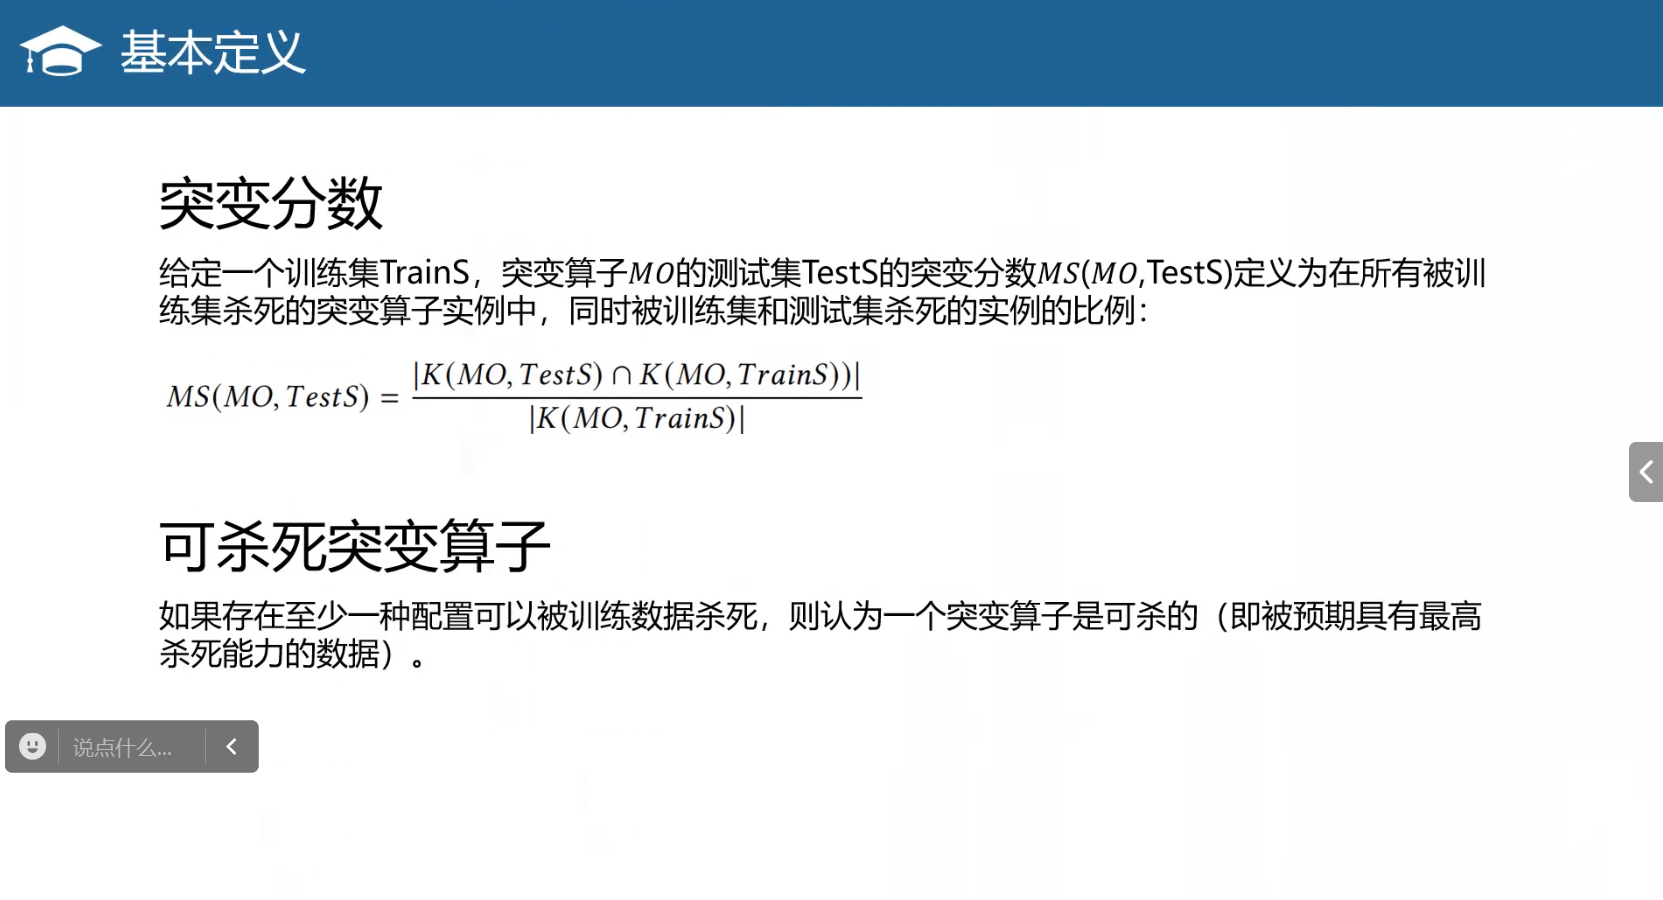 基本定义
突变分数
给定一个训练集TrainS，突变算子MO的测试集TestS的突变分数MS(MO,TestS)定义为在所有被训
练集杀死的突变算子实例中，同时被训练集和测试集杀死的实例的比例：
MS(MO, TestS) = |K(MO, TestS) ∩ K(MO, TrainS))| / |K(MO, TrainS)|
可杀死突变算子
如果存在至少一种配置可以被训练数据杀死，则认为一个突变算子是可杀的（即被预期具有最高
杀死能力的数据）。
说点什么...